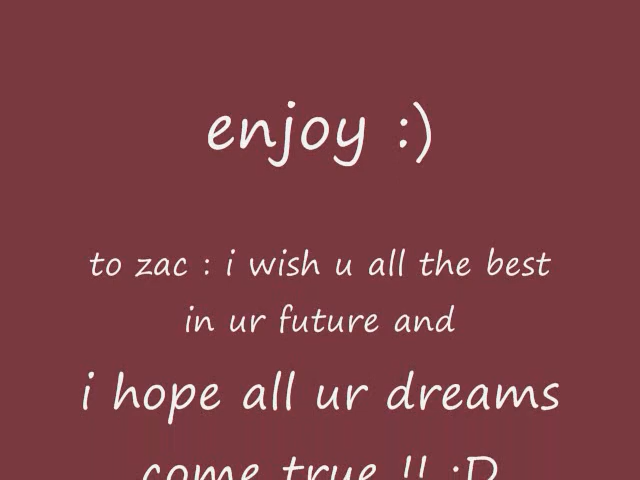 enjoy :)
to zac : i wish u all the best
in ur future and
i hope all ur dreams
come true !! :D